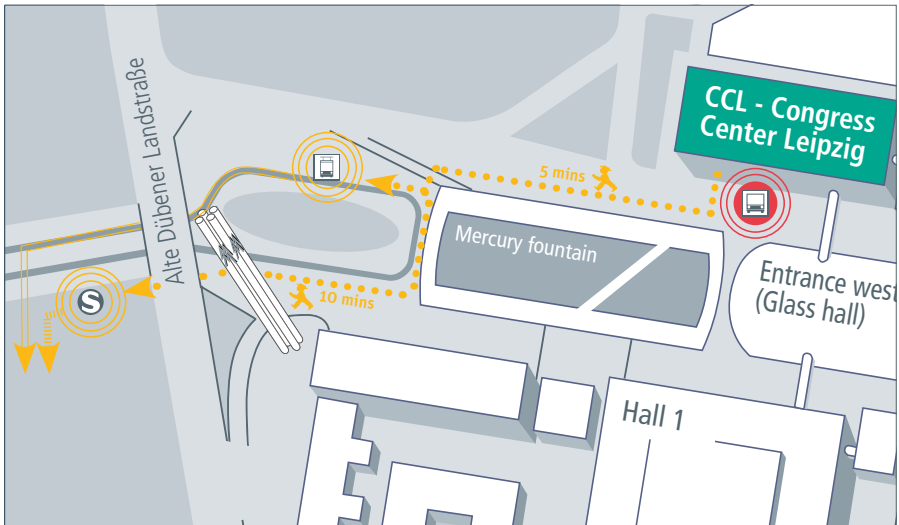 CCL - Congress
Center Leipzig
Alte Dübener Landstraße
5 mins
Mercury fountain
Entrance west
(Glass hall)
S
10 mins
Hall 1